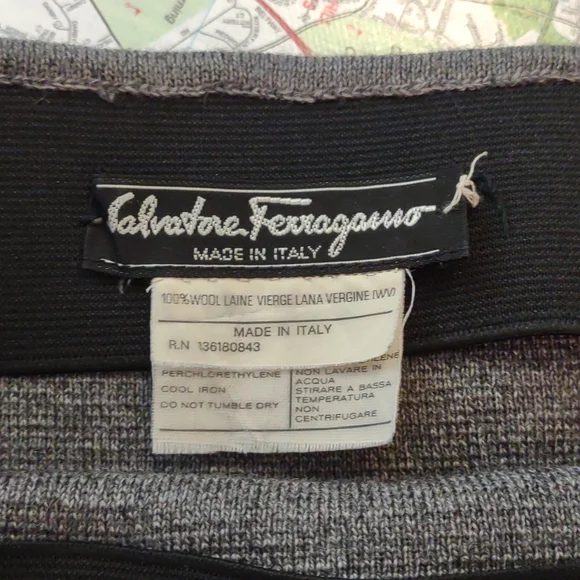 Salvatore Ferragamo
MADE IN ITALY
100% WOOL LAINE VIERGE LANA VERGINE (WV)
MADE IN ITALY
R.N 136180843
PERCHLORETHYLENE
COOL IRON
DO NOT TUMBLE DRY
NON LAVARE IN
ACQUA
STIRARE A BASSA
TEMPERATURA
NON
CENTRIFUGARE